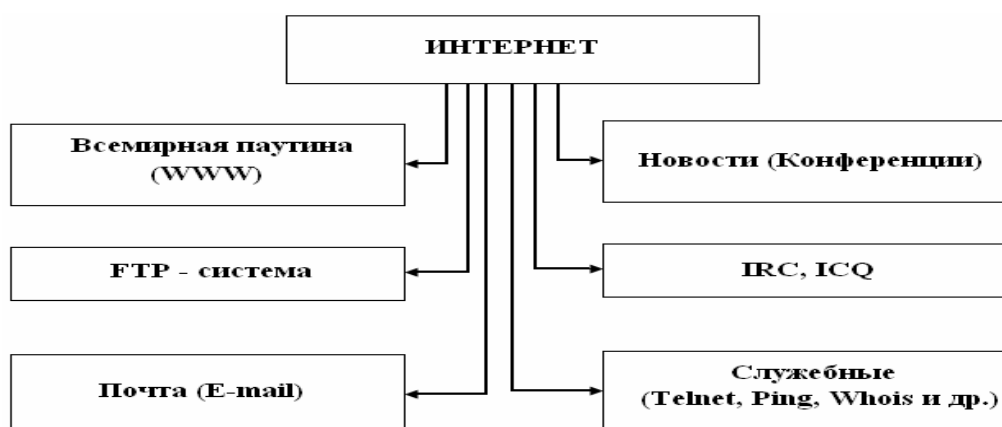 ИНТЕРНЕТ
Всемирная паутина
(WWW)
Новости (Конференции)
FTP - система
IRC, ICQ
Почта (E-mail)
Служебные
(Telnet, Ping, Whois и др.)